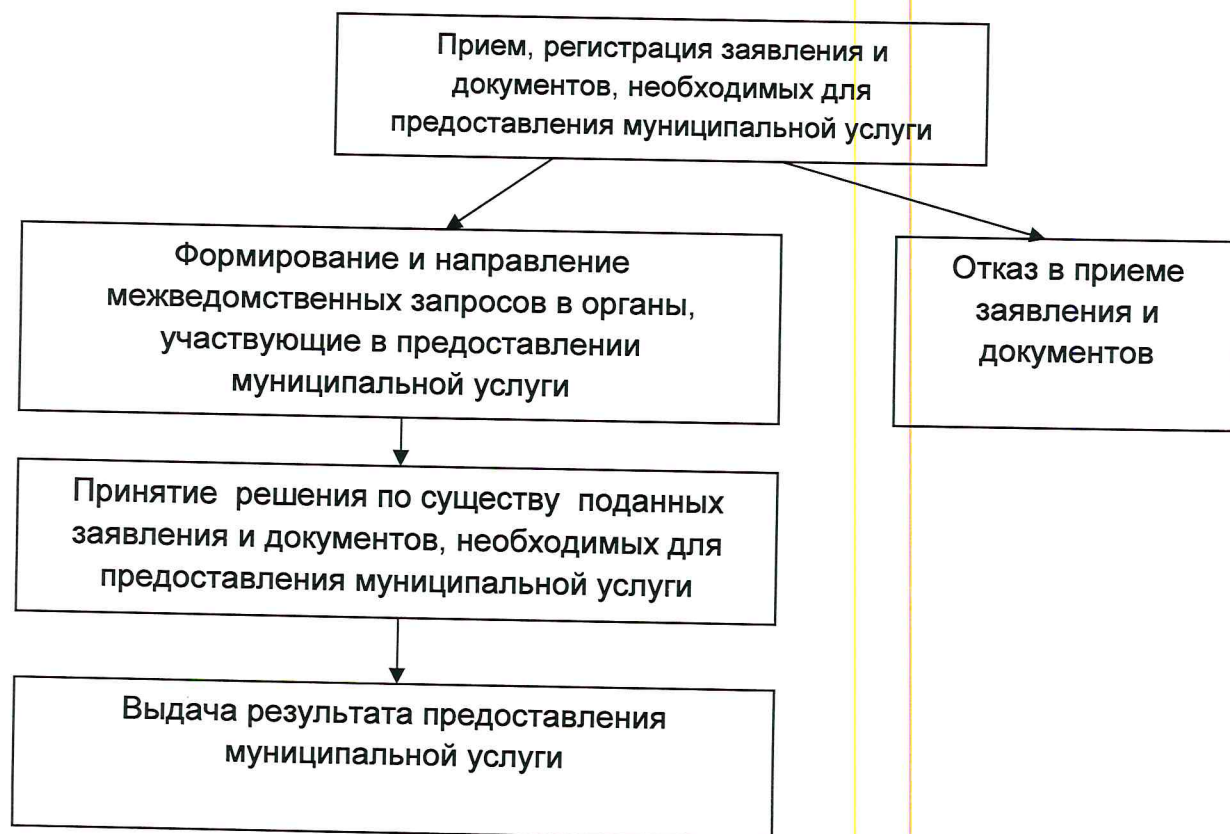 Прием, регистрация заявления и
документов, необходимых для
предоставления муниципальной услуги
Формирование и направление
межведомственных запросов в органы,
участвующие в предоставлении
муниципальной услуги
Отказ в приеме
заявления и
документов
Принятие решения по существу поданных
заявления и документов, необходимых для
предоставления муниципальной услуги
Выдача результата предоставления
муниципальной услуги